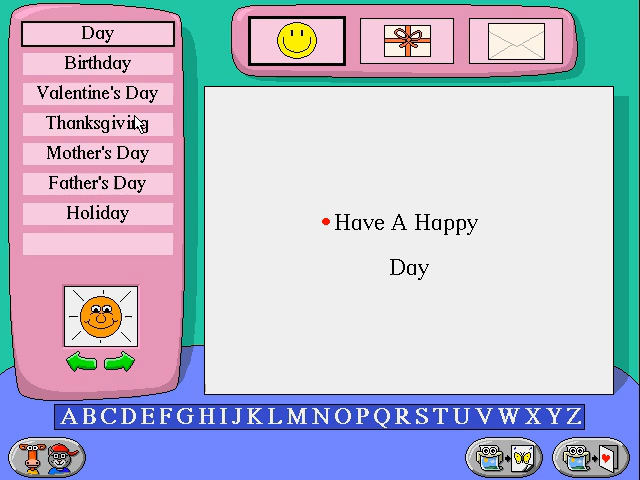 Day
Birthday
Valentine's Day
Thanksgiving
Mother's Day
Father's Day
Holiday
Have A Happy
Day
ABCDEFGHIJKLMNOPQRSTUVWXYZ